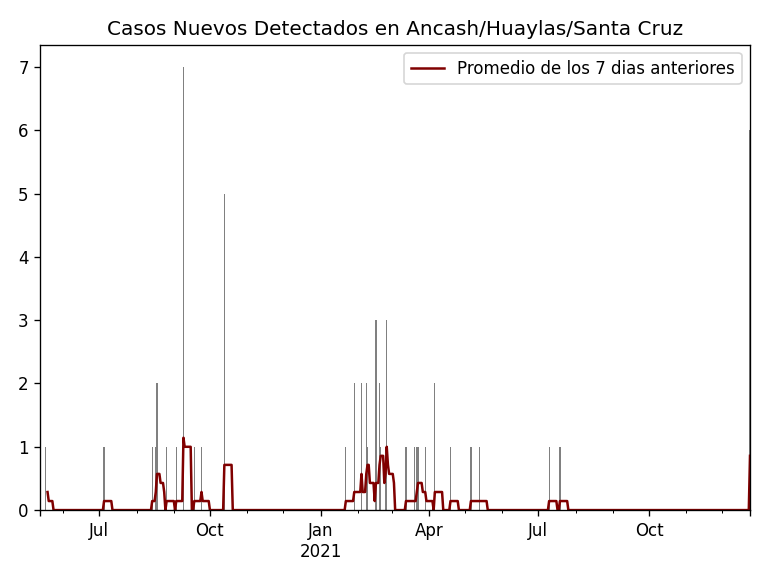 Casos Nuevos Detectados en Ancash/Huaylas/Santa Cruz
Promedio de los 7 dias anteriores
7
6
5
4
3
2
1
0
Jul
Oct
Jan
Apr
Jul
Oct
2021